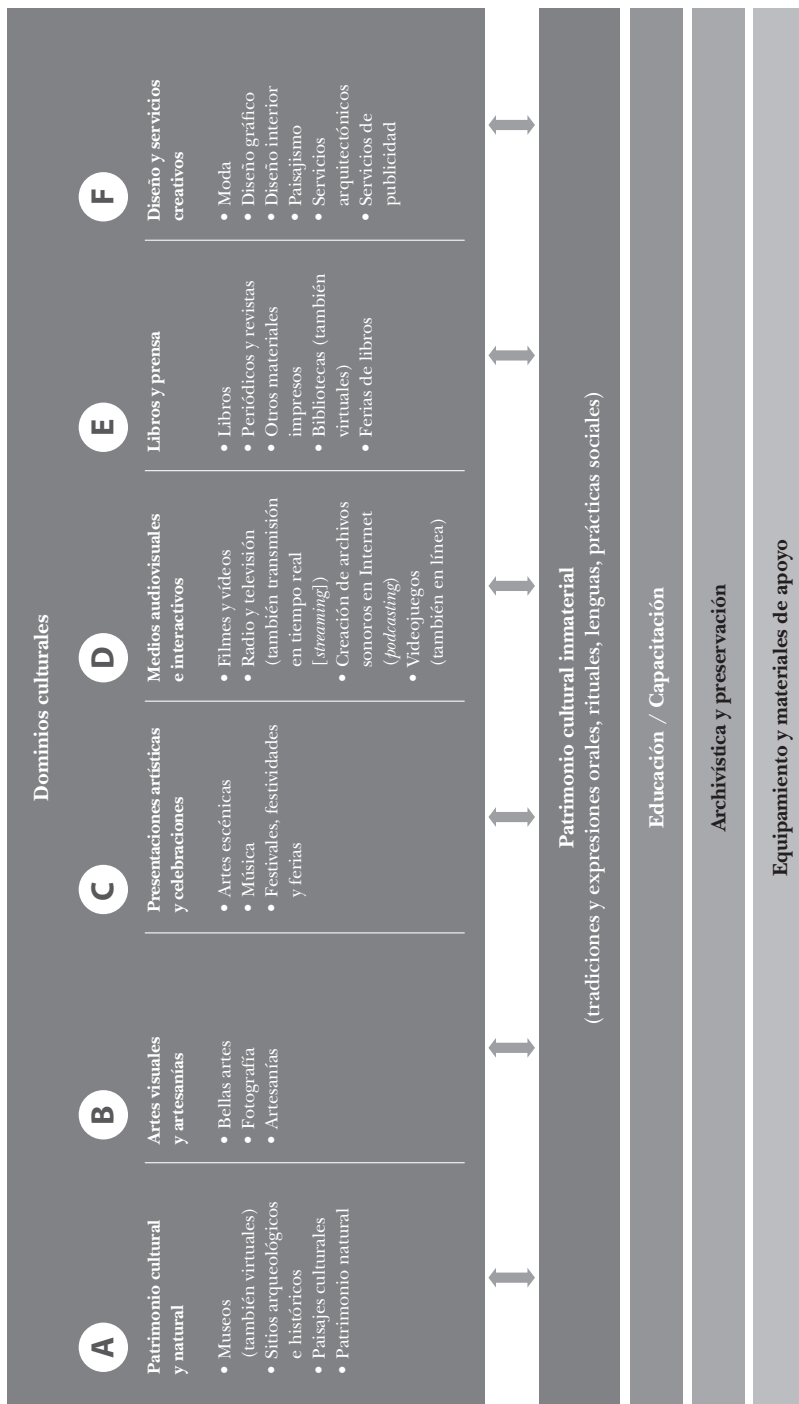 Dominios culturales
A
Patrimonio cultural
y natural
• Museos
(también virtuales)
• Sitios arqueológicos
e históricos
• Paisajes culturales
• Patrimonio natural
B
Artes visuales
y artesanías
• Bellas artes
• Fotografía
• Artesanías
C
Presentaciones artísticas
y celebraciones
• Artes escénicas
• Música
• Festivales, festividades
y ferias
D
Medios audiovisuales
e interactivos
• Filmes y vídeos
• Radio y televisión
(también transmisión
en tiempo real
[streaming])
• Creación de archivos
sonoros en Internet
(podcasting)
• Videojuegos
(también en línea)
E
Libros y prensa
• Libros
• Periódicos y revistas
• Otros materiales
impresos
• Bibliotecas (también
virtuales)
• Ferias de libros
F
Diseño y servicios
creativos
• Moda
• Diseño gráfico
• Diseño interior
• Paisajismo
• Servicios
arquitectónicos
• Servicios de
publicidad
Patrimonio cultural inmaterial
(tradiciones y expresiones orales, rituales, lenguas, prácticas sociales)
Educación / Capacitación
Archivística y preservación
Equipamiento y materiales de apoyo